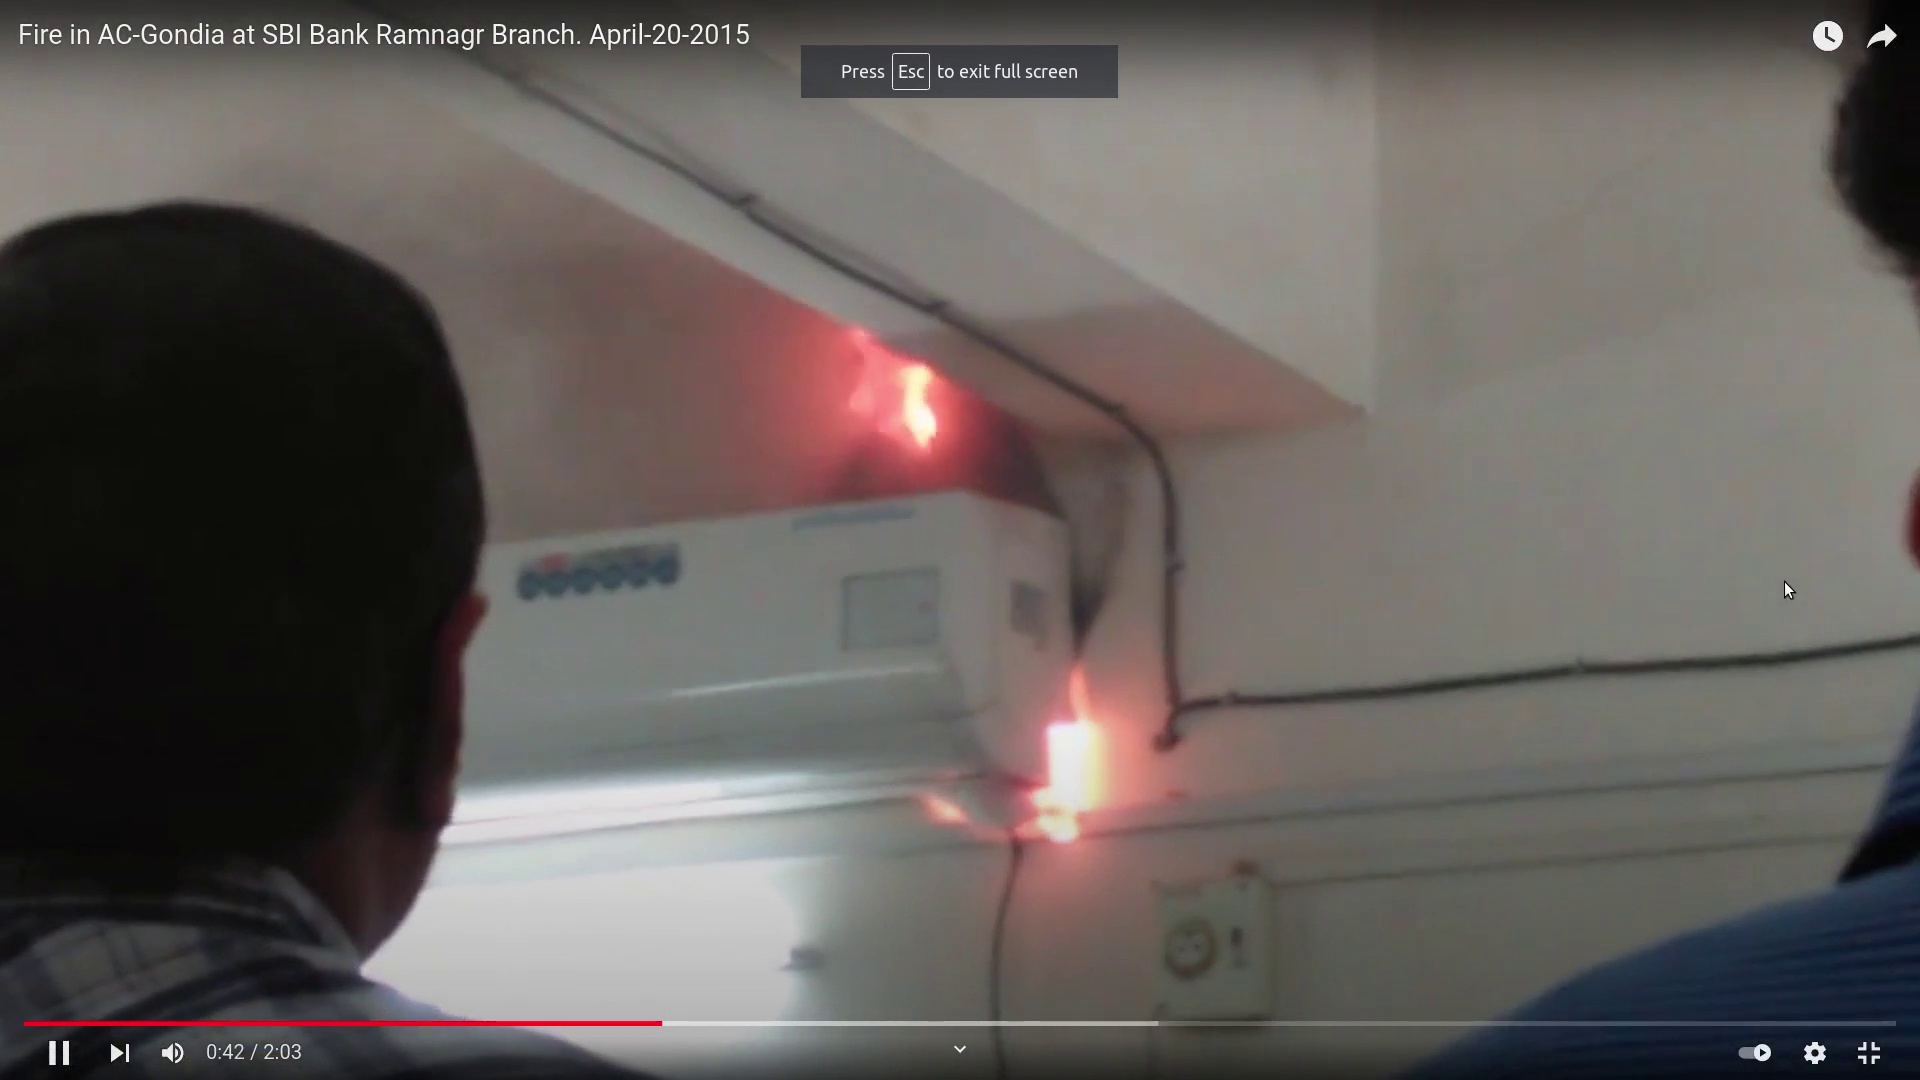 Fire in AC-Gondia at SBI Bank Ramnagr Branch. April-20-2015
Press Esc to exit full screen
0:42 / 2:03